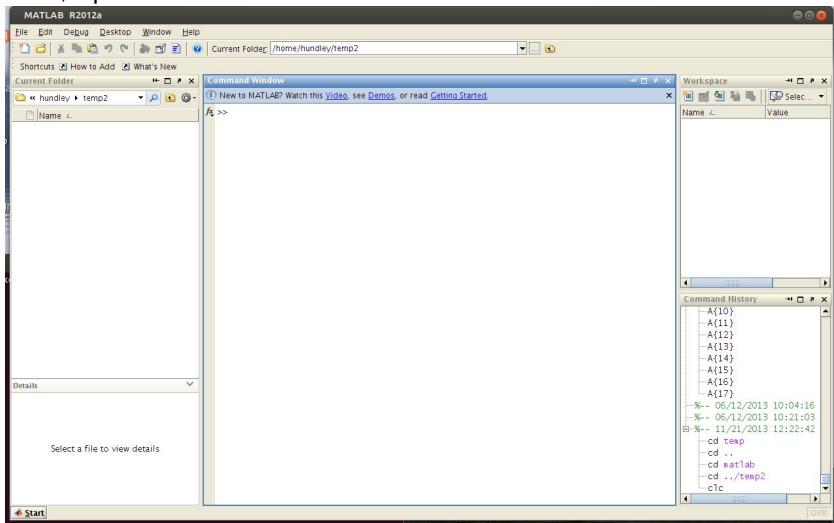 MATLAB R2012a
File Edit Debug Desktop Window Help
Current Folder: /home/hundley/temp2
Shortcuts How to Add What's New
Current Folder
« hundley temp2
Name
Details
Select a file to view details
Command Window
New to MATLAB? Watch this Video, see Demos, or read Getting Started.
fx >>
Workspace
Selec...
Name Value
Command History
A{10}
A{11}
A{12}
A{13}
A{14}
A{15}
A{16}
A{17}
%-- 06/12/2013 10:04:16
%-- 06/12/2013 10:21:03
%-- 11/21/2013 12:22:42
cd temp
cd ..
cd matlab
cd ../temp2
clc
Start
OVR